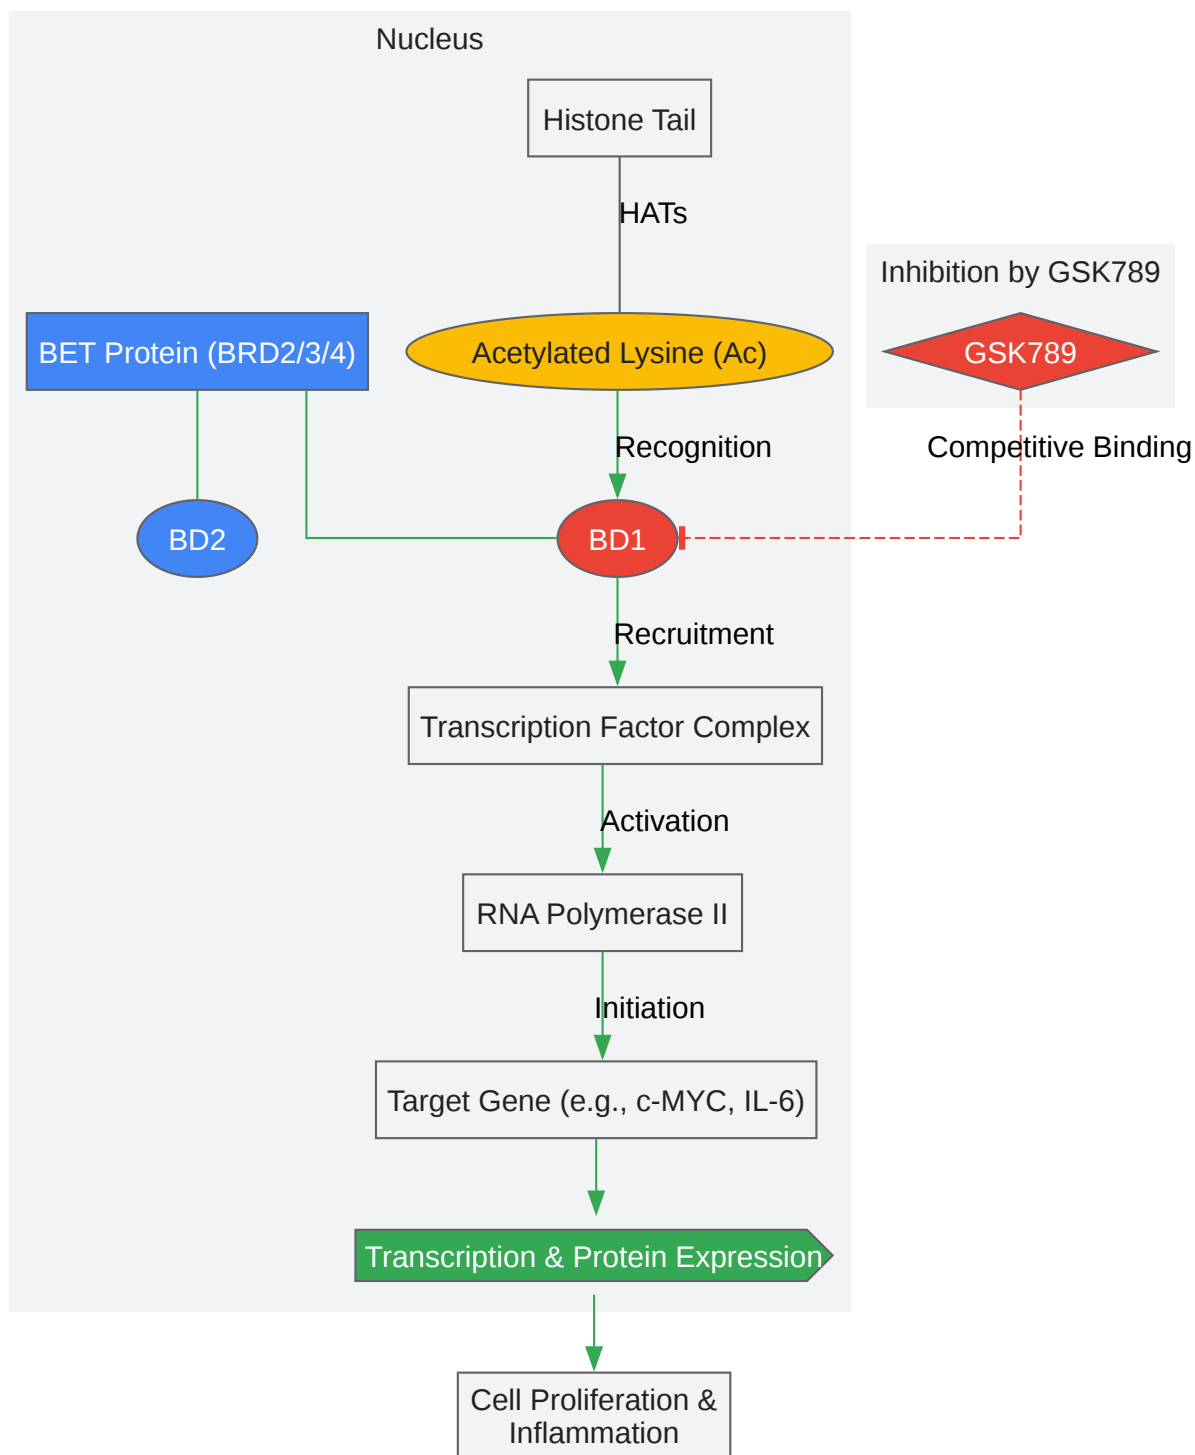 Nucleus
Histone Tail
HATs
Inhibition by GSK789
BET Protein (BRD2/3/4)
Acetylated Lysine (Ac)
GSK789
Recognition
Competitive Binding
BD2
BD1
Recruitment
Transcription Factor Complex
Activation
RNA Polymerase II
Initiation
Target Gene (e.g., c-MYC, IL-6)
Transcription & Protein Expression
Cell Proliferation &
Inflammation